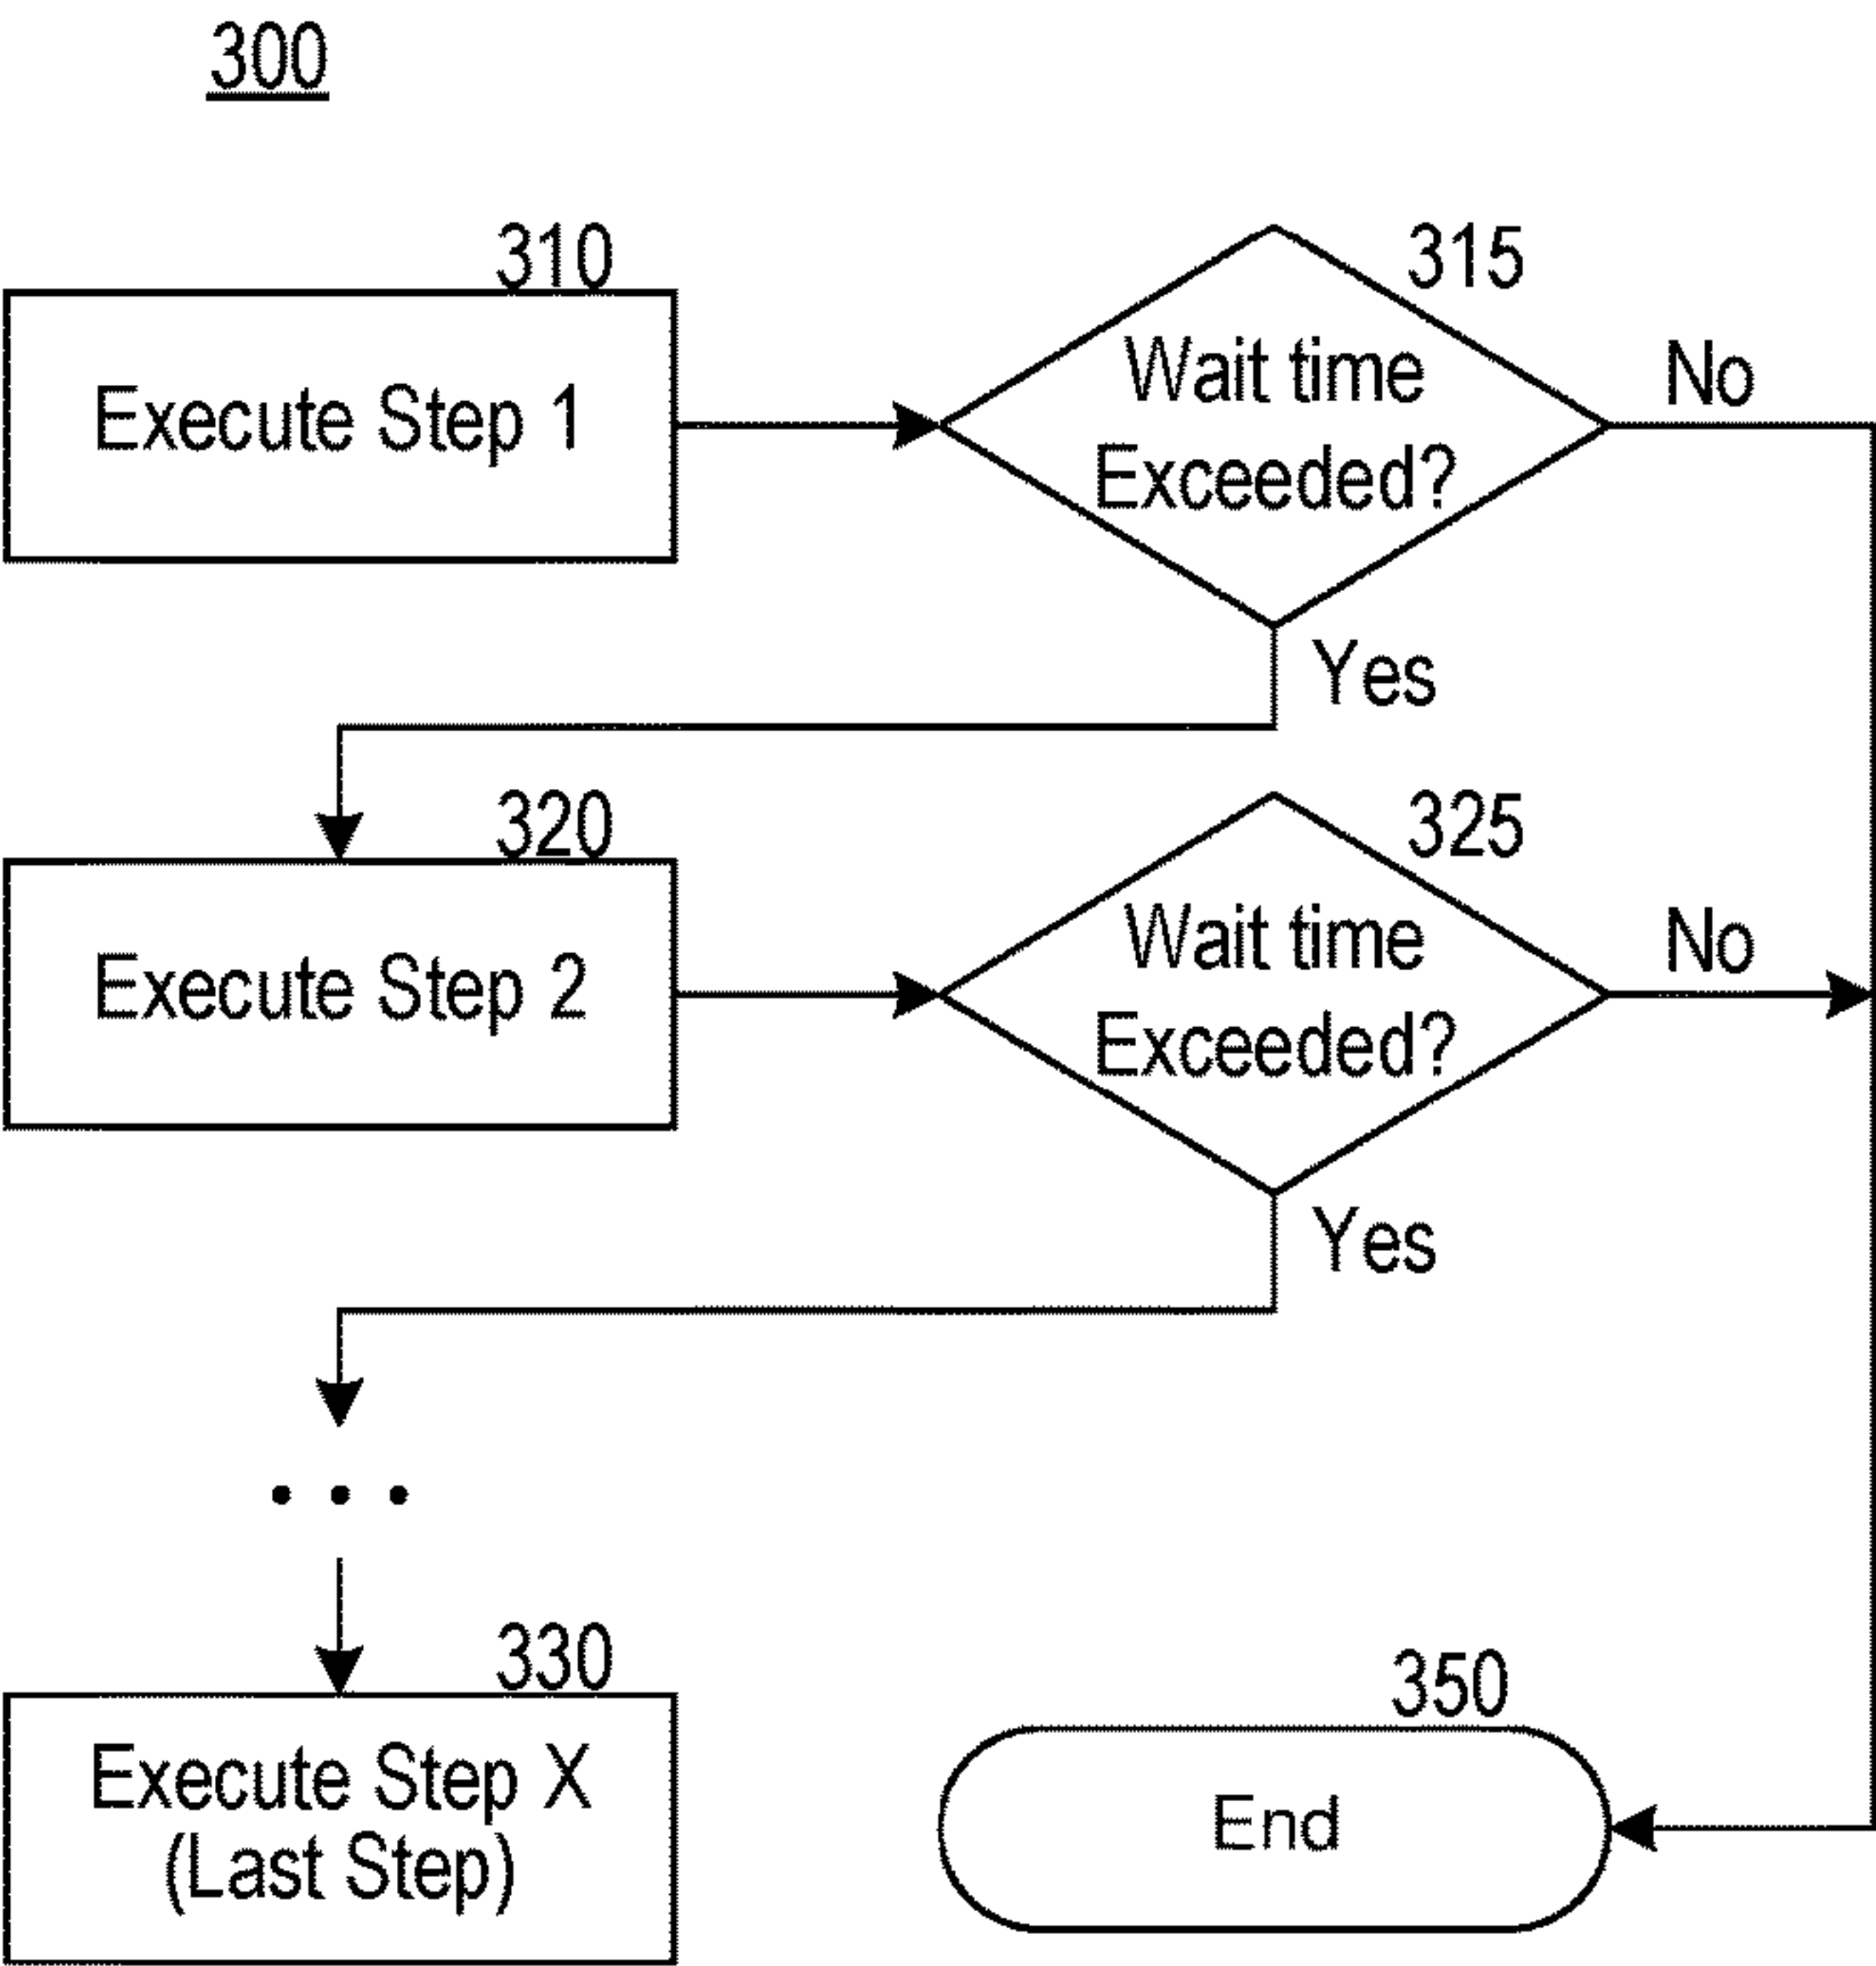 300
310
Execute Step 1
315
Wait time
Exceeded?
No
Yes
320
Execute Step 2
325
Wait time
Exceeded?
No
Yes
330
Execute Step X
(Last Step)
350
End